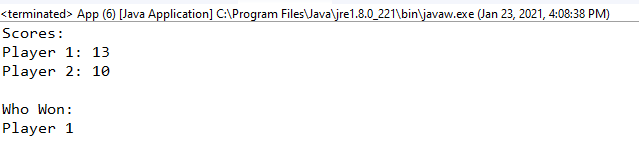 <terminated> App (6) [Java Application] C:\Program Files\Java\jre1.8.0_221\bin\javaw.exe (Jan 23, 2021, 4:08:38 PM)
Scores:
Player 1: 13
Player 2: 10
Who Won:
Player 1